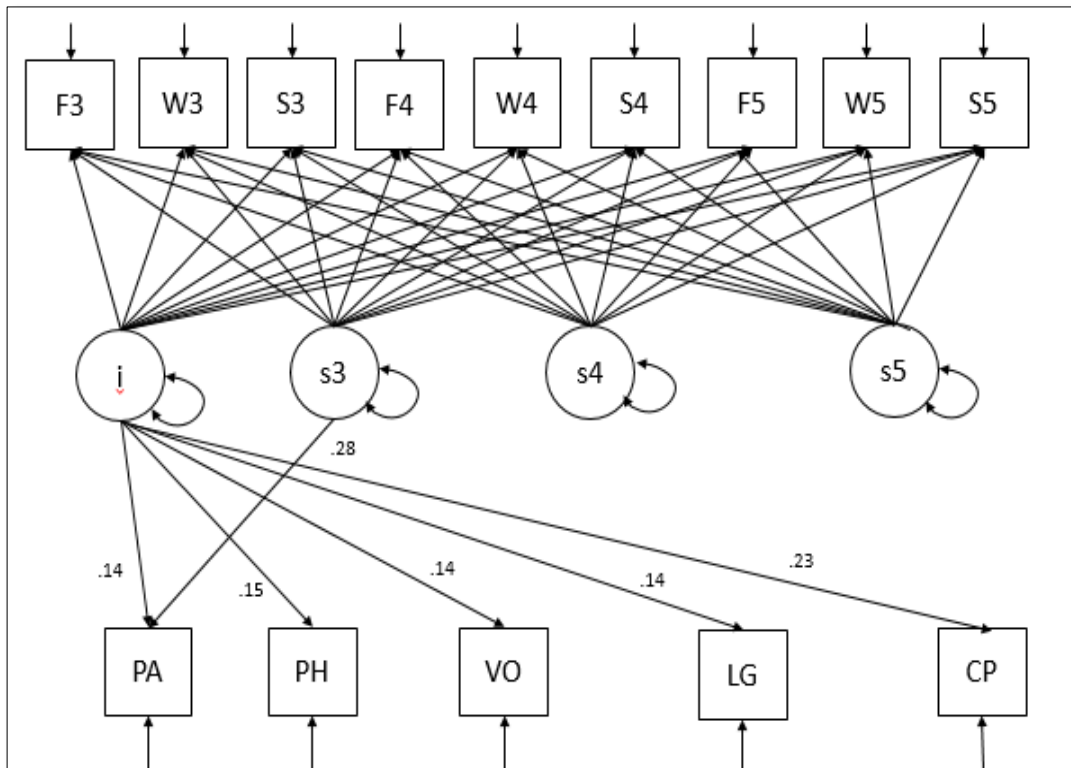 F3 W3 S3 F4 W4 S4 F5 W5 S5
i s3 s4 s5
.28
.14 .15 .14 .14 .23
PA PH VO LG CP